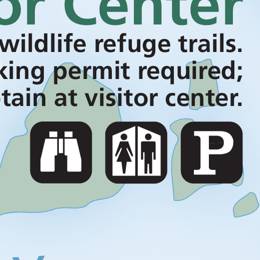 or Center
wildlife refuge trails.
king permit required;
tain at visitor center.
P